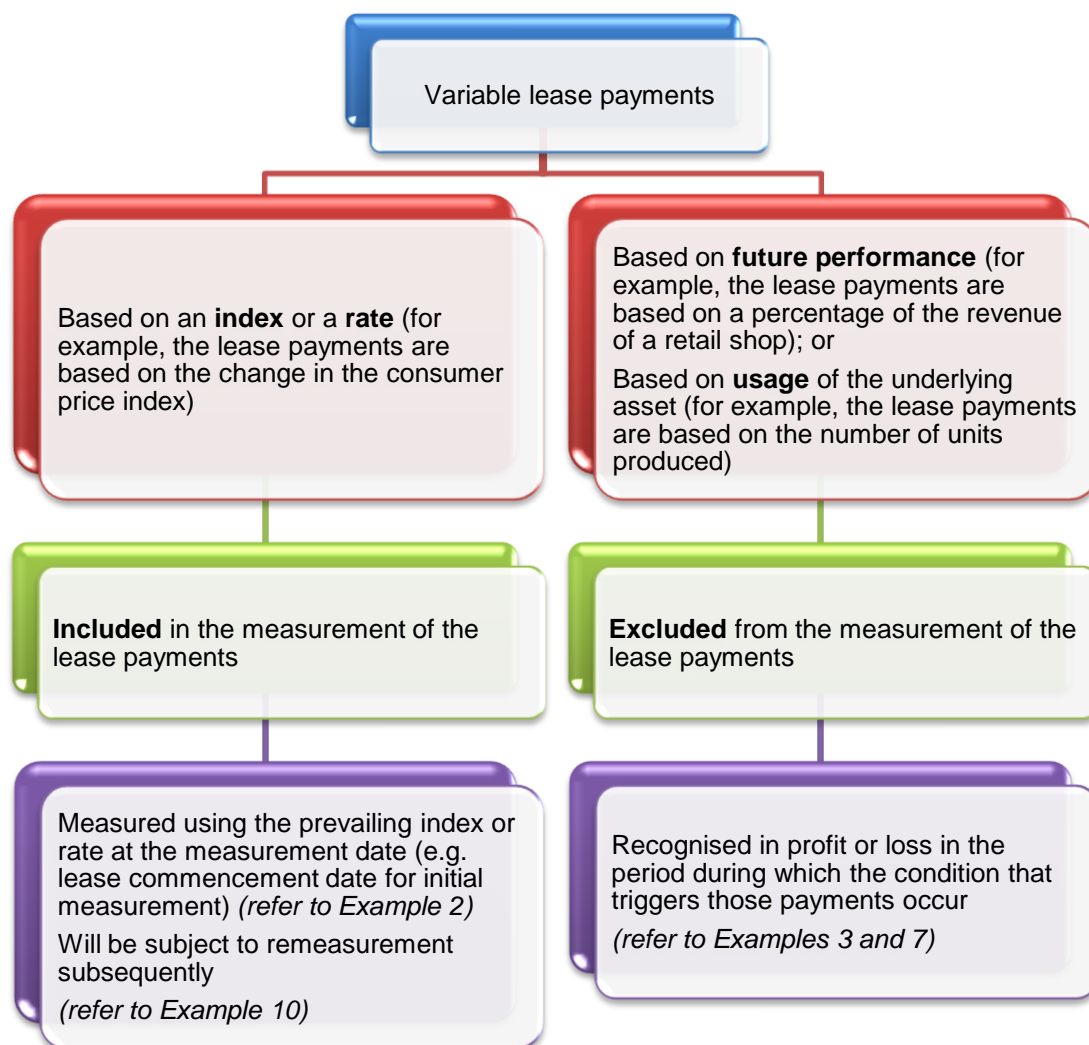 Variable lease payments
Based on an index or a rate (for
example, the lease payments are
based on the change in the consumer
price index)
Based on future performance (for
example, the lease payments are
based on a percentage of the revenue
of a retail shop); or
Based on usage of the underlying
asset (for example, the lease payments
are based on the number of units
produced)
Included in the measurement of the
lease payments
Excluded from the measurement of the
lease payments
Measured using the prevailing index or
rate at the measurement date (e.g.
lease commencement date for initial
measurement) (refer to Example 2)
Will be subject to remeasurement
subsequently
(refer to Example 10)
Recognised in profit or loss in the
period during which the condition that
triggers those payments occur
(refer to Examples 3 and 7)